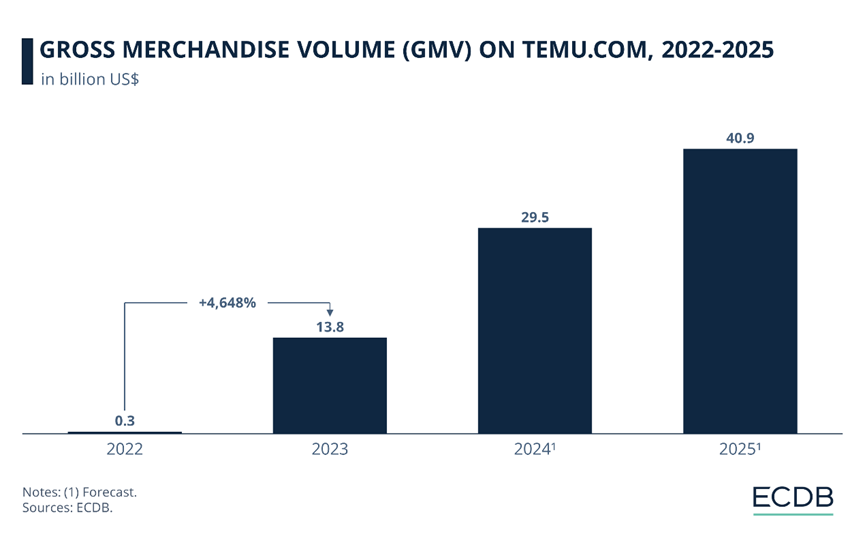 GROSS MERCHANDISE VOLUME (GMV) ON TEMU.COM, 2022-2025
in billion US$
40.9
29.5
+4,648%
13.8
0.3
2022 2023 2024¹ 2025¹
Notes: (1) Forecast.
Sources: ECDB.
ECDB